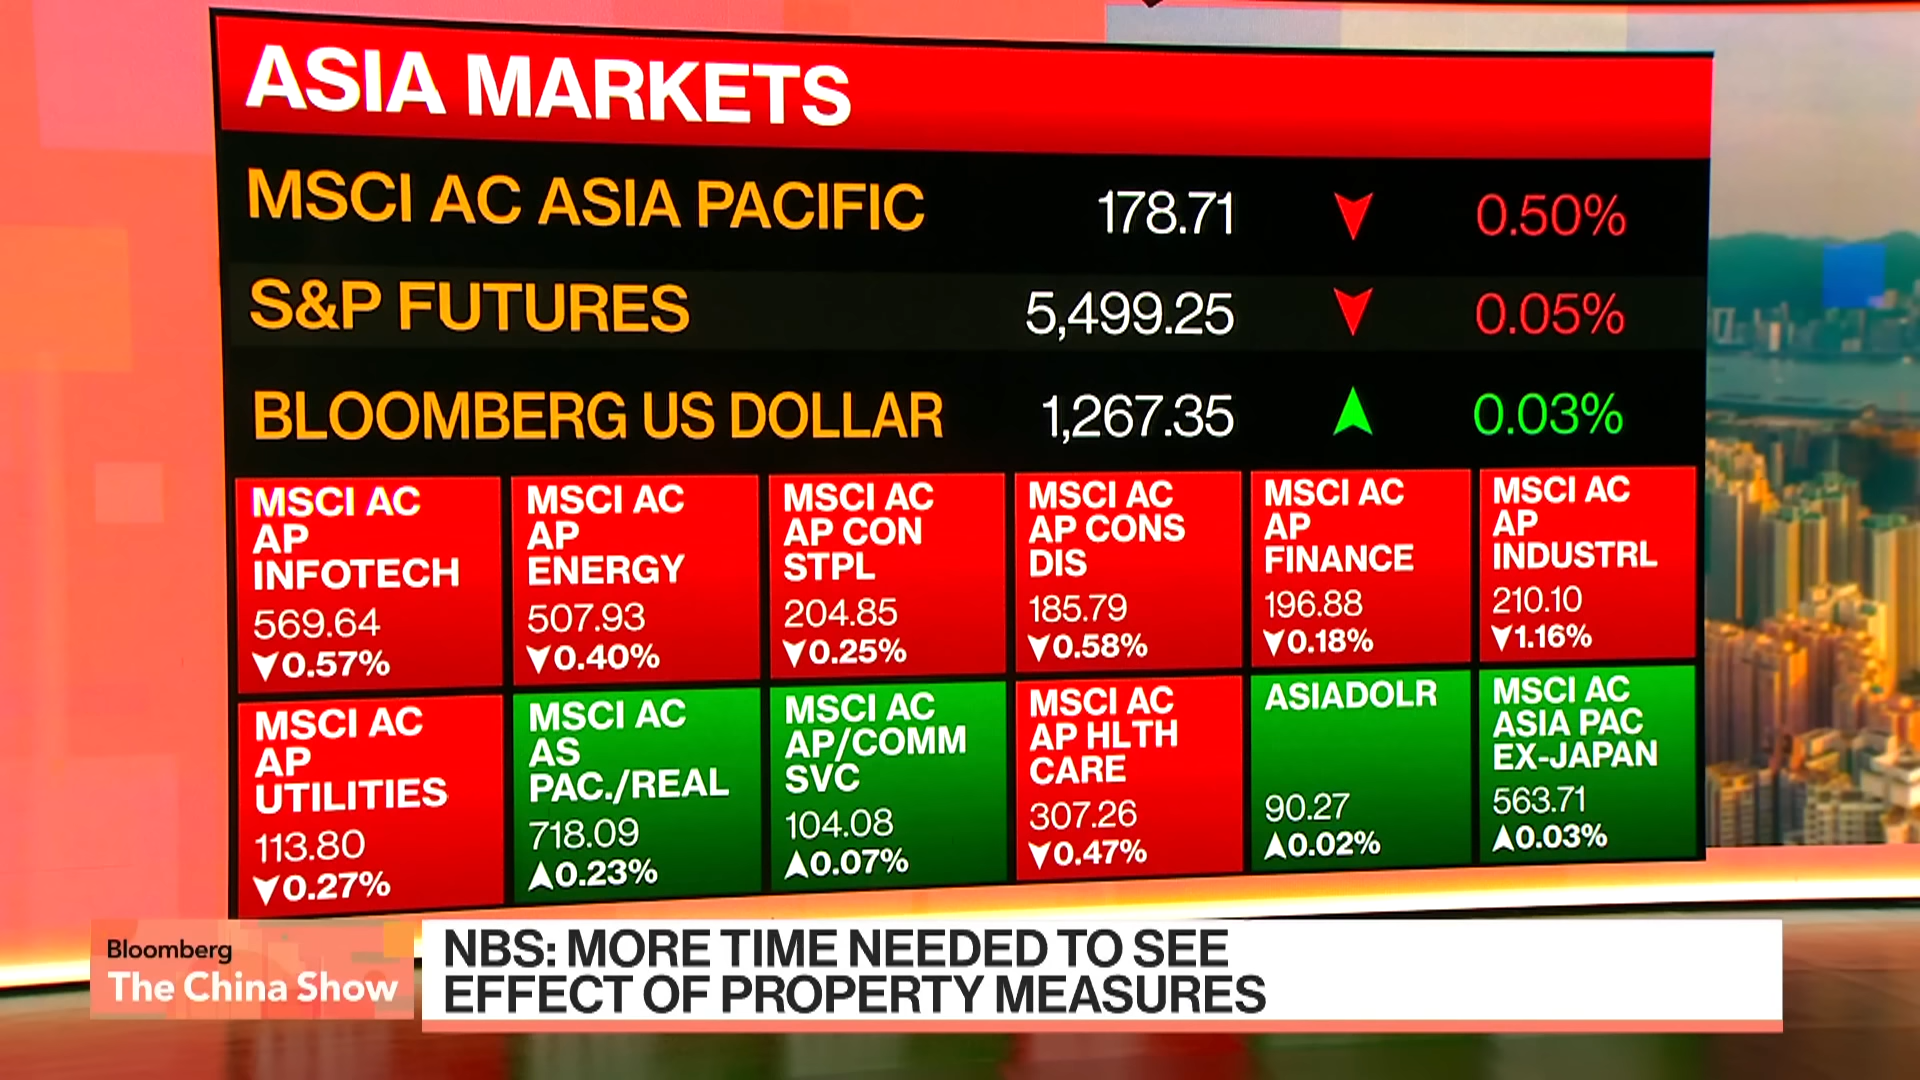 ASIA MARKETS
MSCI AC ASIA PACIFIC 178.71 ▼ 0.50%
S&P FUTURES 5,499.25 ▼ 0.05%
BLOOMBERG US DOLLAR 1,267.35 ▲ 0.03%
MSCI AC
AP
INFOTECH
569.64
▼0.57%
MSCI AC
AP
ENERGY
507.93
▼0.40%
MSCI AC
AP CON
STPL
204.85
▼0.25%
MSCI AC
AP CONS
DIS
185.79
▼0.58%
MSCI AC
AP
FINANCE
196.88
▼0.18%
MSCI AC
AP
INDUSTRL
210.10
▼1.16%
MSCI AC
AP
UTILITIES
113.80
▼0.27%
MSCI AC
AS
PAC./REAL
718.09
▲0.23%
MSCI AC
AP/COMM
SVC
104.08
▲0.07%
MSCI AC
AP HLTH
CARE
307.26
▼0.47%
ASIADOLR
90.27
▲0.02%
MSCI AC
ASIA PAC
EX-JAPAN
563.71
▲0.03%
Bloomberg
The China Show
NBS: MORE TIME NEEDED TO SEE
EFFECT OF PROPERTY MEASURES